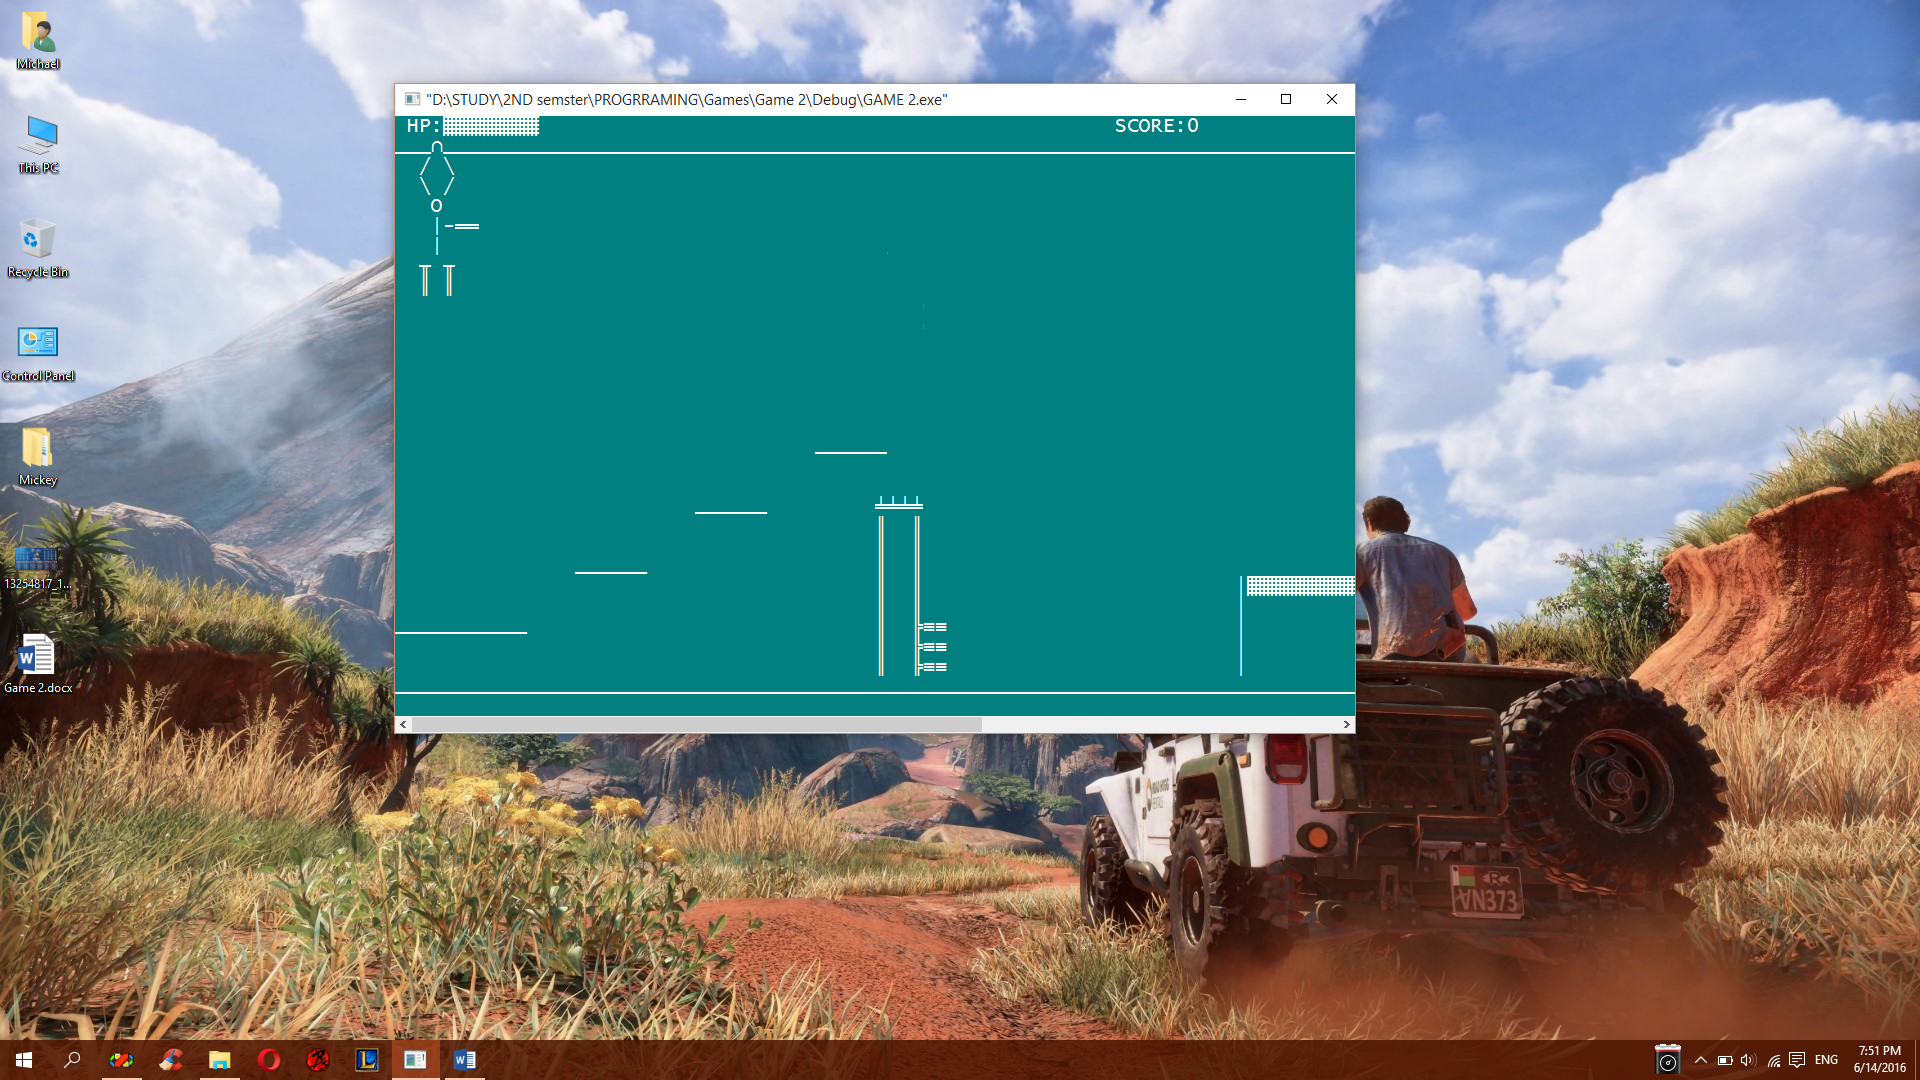 Michael
This PC
Recycle Bin
Control Panel
Mickey
13254817_1...
Game 2.docx
"D:\STUDY\2ND semster\PROGRRAMING\Games\Game 2\Debug\GAME 2.exe"
HP:
SCORE:0
ENG
7:51 PM
6/14/2016